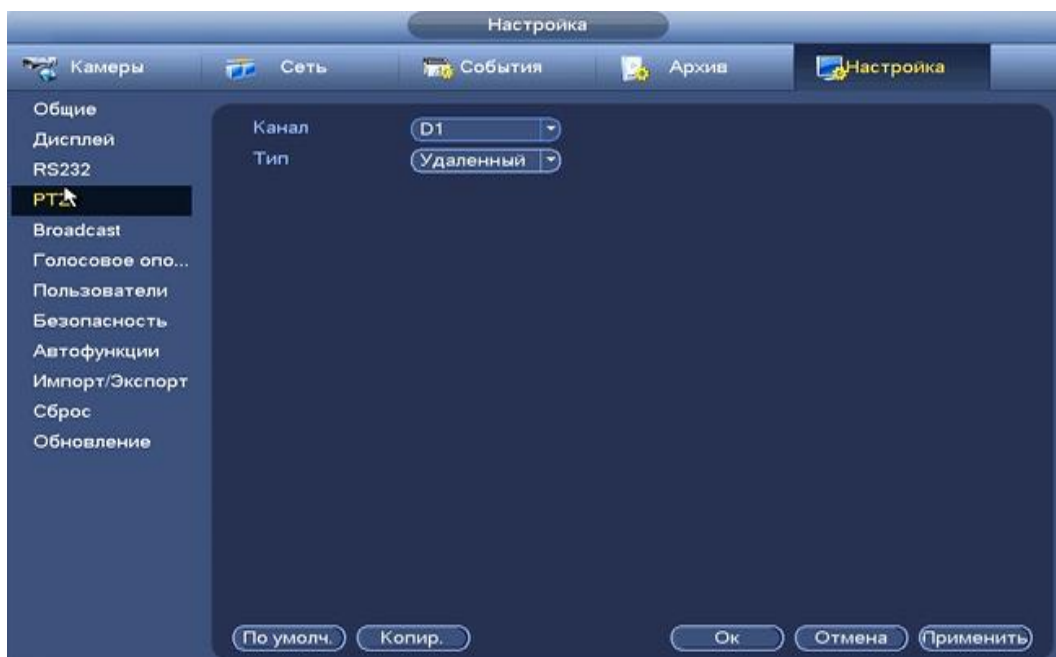 Настройка
Камеры Сеть События Архив Настройка
Общие
Дисплей
RS232
PTZ
Broadcast
Голосовое опо...
Пользователи
Безопасность
Автофункции
Импорт/Экспорт
Сброс
Обновление
Канал D1
Тип Удаленный
По умолч. Копир. Ок Отмена Применить